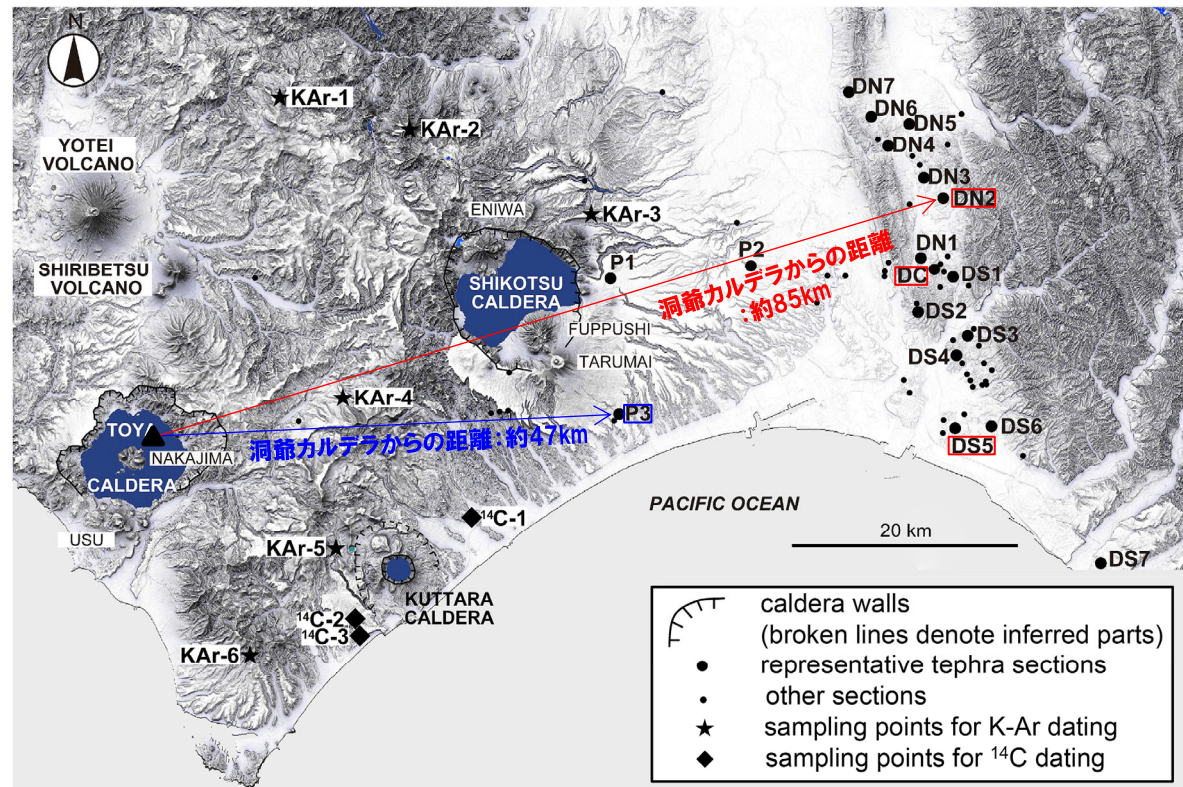 N
KAr-1
KAr-2
YOTEI
VOLCANO
ENIWA
KAr-3
SHIRIBETSU
VOLCANO
SHIKOTSU
CALDERA
P1
P2
FUPPUSHI
TARUMAI
DN7
DN6
DN5
DN4
DN3
DN2
DN1
DC
DS1
DS2
DS3
DS4
DS6
DS5
DS7
洞爺カルデラからの距離
:約85km
KAr-4
P3
洞爺カルデラからの距離:約47km
TOYA
NAKAJIMA
CALDERA
USU
14C-1
KAr-5
KUTTARA
CALDERA
14C-2
14C-3
KAr-6
PACIFIC OCEAN
20 km
caldera walls
(broken lines denote inferred parts)
representative tephra sections
other sections
sampling points for K-Ar dating
sampling points for 14C dating